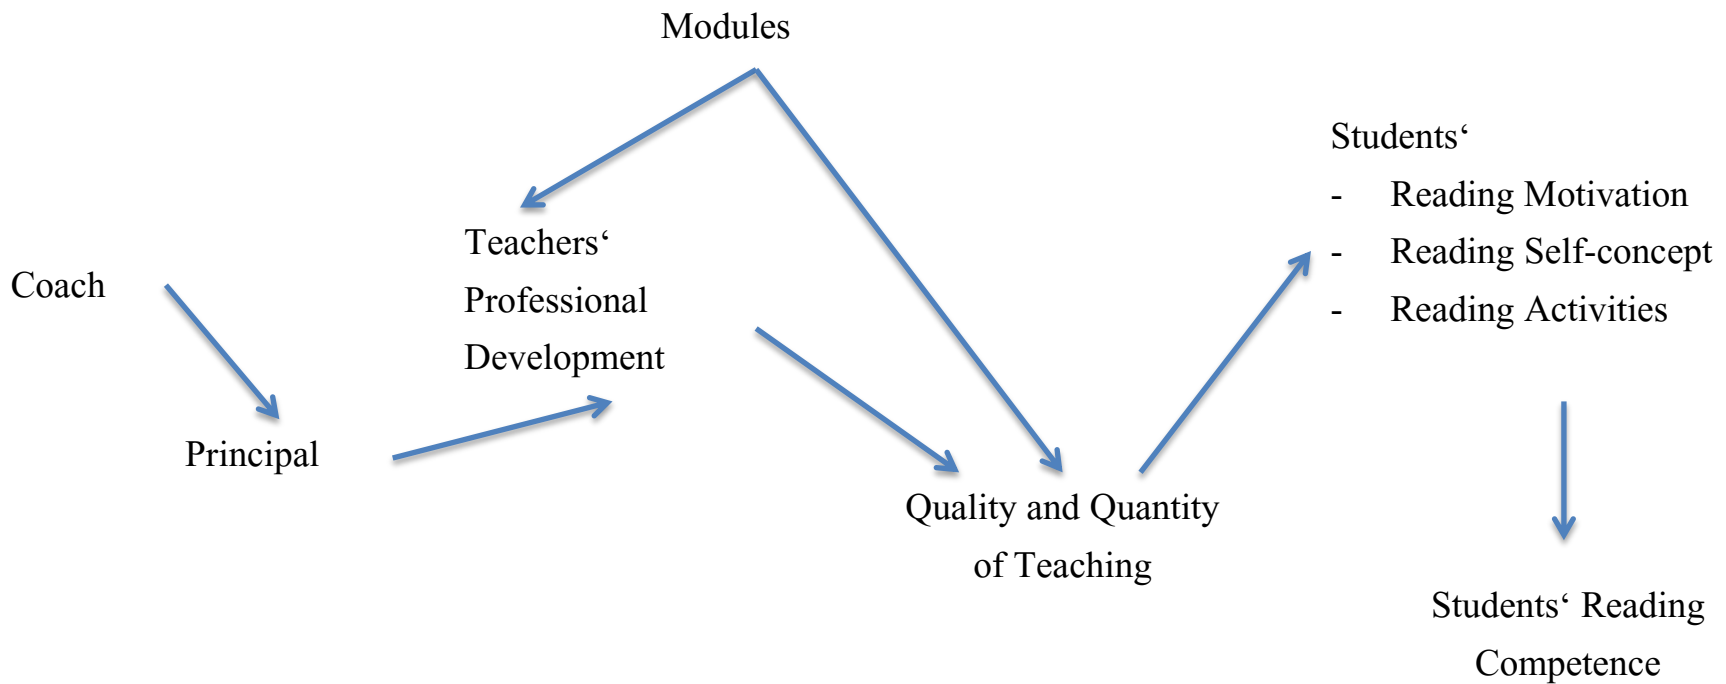 Modules
Students‘
- Reading Motivation
- Reading Self-concept
- Reading Activities
Teachers‘
Professional
Development
Coach
Principal
Quality and Quantity
of Teaching
Students‘ Reading
Competence